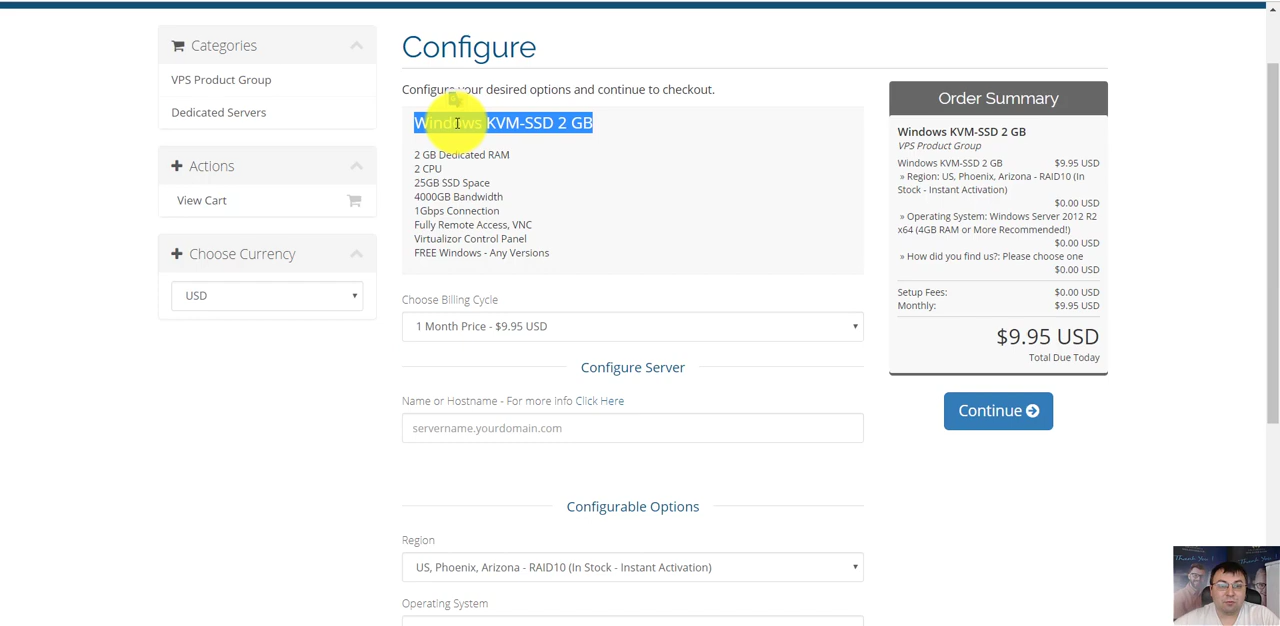 Categories
VPS Product Group
Dedicated Servers
Actions
View Cart
Choose Currency
USD
Configure
Configure your desired options and continue to checkout.
Windows KVM-SSD 2 GB
2 GB Dedicated RAM
2 CPU
25GB SSD Space
4000GB Bandwidth
1Gbps Connection
Fully Remote Access, VNC
Virtualizor Control Panel
FREE Windows - Any Versions
Choose Billing Cycle
1 Month Price - $9.95 USD
Configure Server
Name or Hostname - For more info Click Here
servername.yourdomain.com
Configurable Options
Region
US, Phoenix, Arizona - RAID10 (In Stock - Instant Activation)
Operating System
Order Summary
Windows KVM-SSD 2 GB
VPS Product Group
Windows KVM-SSD 2 GB $9.95 USD
» Region: US, Phoenix, Arizona - RAID10 (In
Stock - Instant Activation)
$0.00 USD
» Operating System: Windows Server 2012 R2
x64 (4GB RAM or More Recommended!)
$0.00 USD
» How did you find us?: Please choose one
$0.00 USD
Setup Fees: $0.00 USD
Monthly: $9.95 USD
$9.95 USD
Total Due Today
Continue